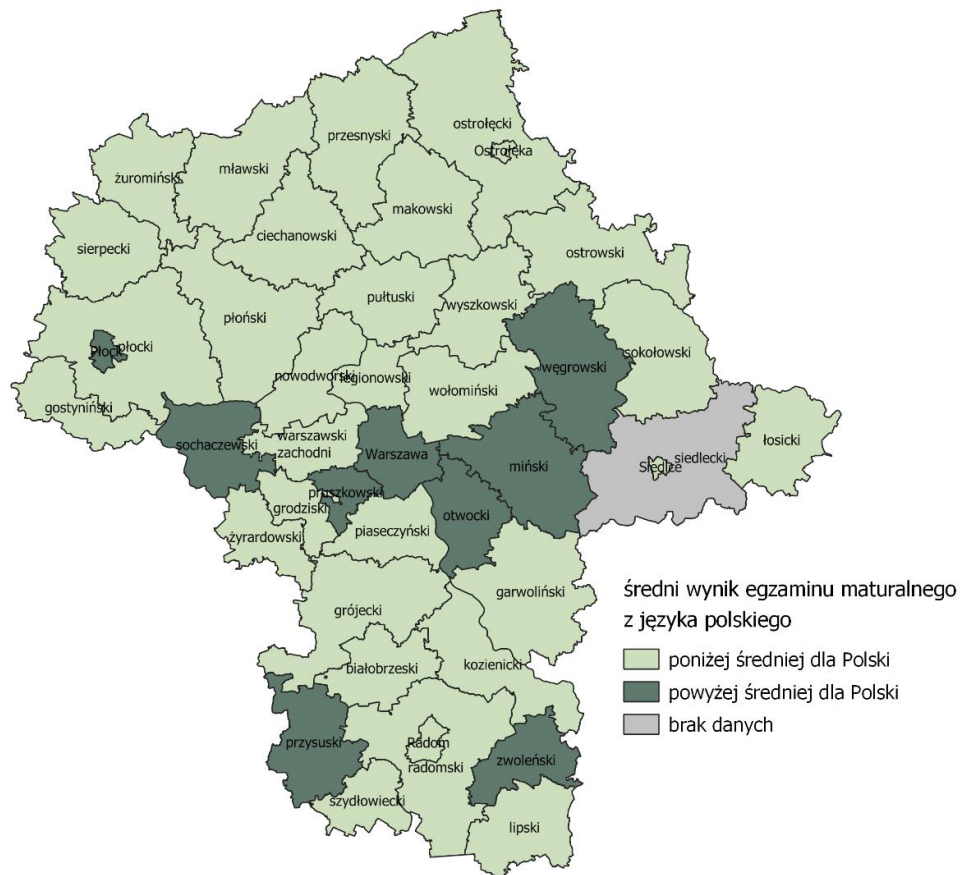 ostrołęcki
Ostrołęka
przesnyski
mławski
żuromiński
makowski
ciechanowski
sierpecki
ostrowski
pułtuski
wyszkowski
płoński
Płock
płocki
sokołowski
węgrowski
nowodworski
legionowski
wołomiński
gostyniński
sochaczewski
warszawski
zachodni
Warszawa
miński
Siedlce
siedlecki
łosicki
pruszkowski
grodziski
otwocki
piaseczyński
żyrardowski
garwoliński
grójecki
białobrzeski
kozienicki
przysuski
Radom
radomski
zwoleński
szydłowiecki
lipski
średni wynik egzaminu maturalnego
z języka polskiego
poniżej średniej dla Polski
powyżej średniej dla Polski
brak danych